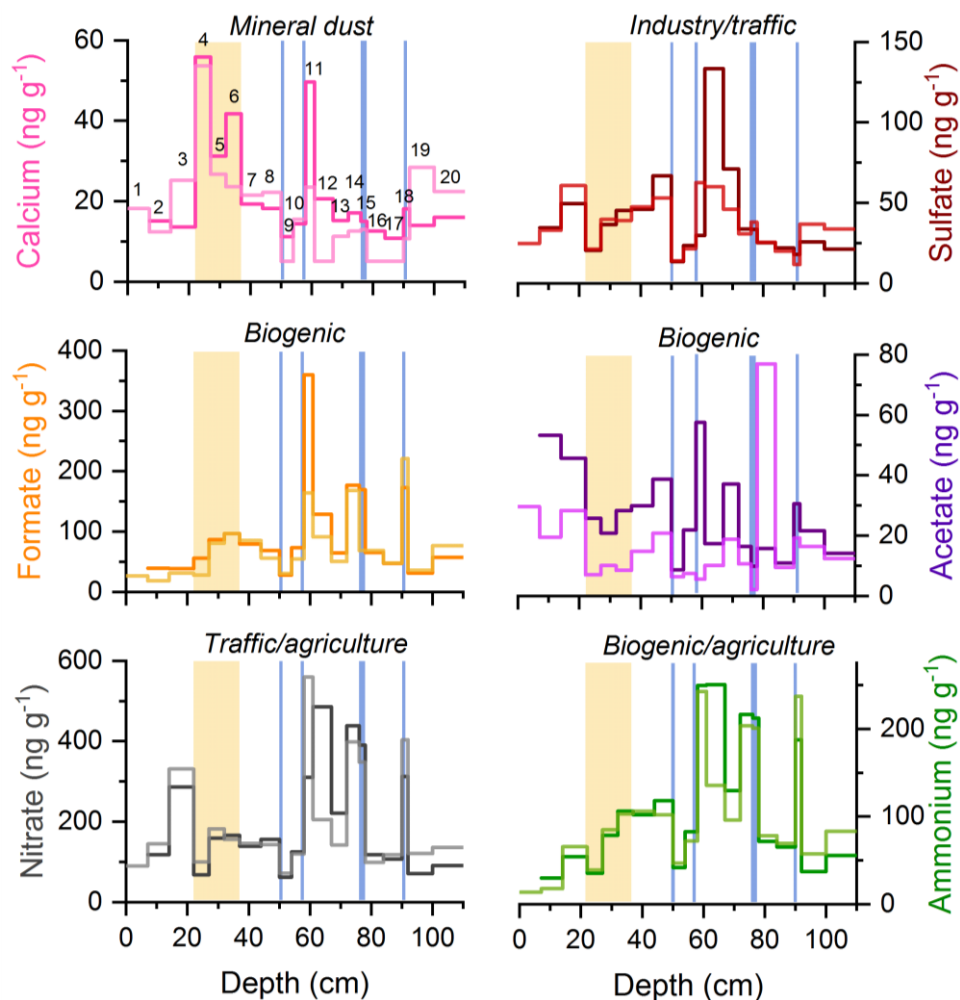 Mineral dust
Industry/traffic
Calcium (ng g⁻¹)
60
40
20
0
1
2
3
4
5
6
7
8
9
10
11
12
13
14
15
16
17
18
19
20
150
100
50
0
Sulfate (ng g⁻¹)
Biogenic
Biogenic
Formate (ng g⁻¹)
400
300
200
100
0
80
60
40
20
0
Acetate (ng g⁻¹)
Traffic/agriculture
Biogenic/agriculture
Nitrate (ng g⁻¹)
600
400
200
0
200
100
0
Ammonium (ng g⁻¹)
0 20 40 60 80 100
0 20 40 60 80 100
Depth (cm)
Depth (cm)